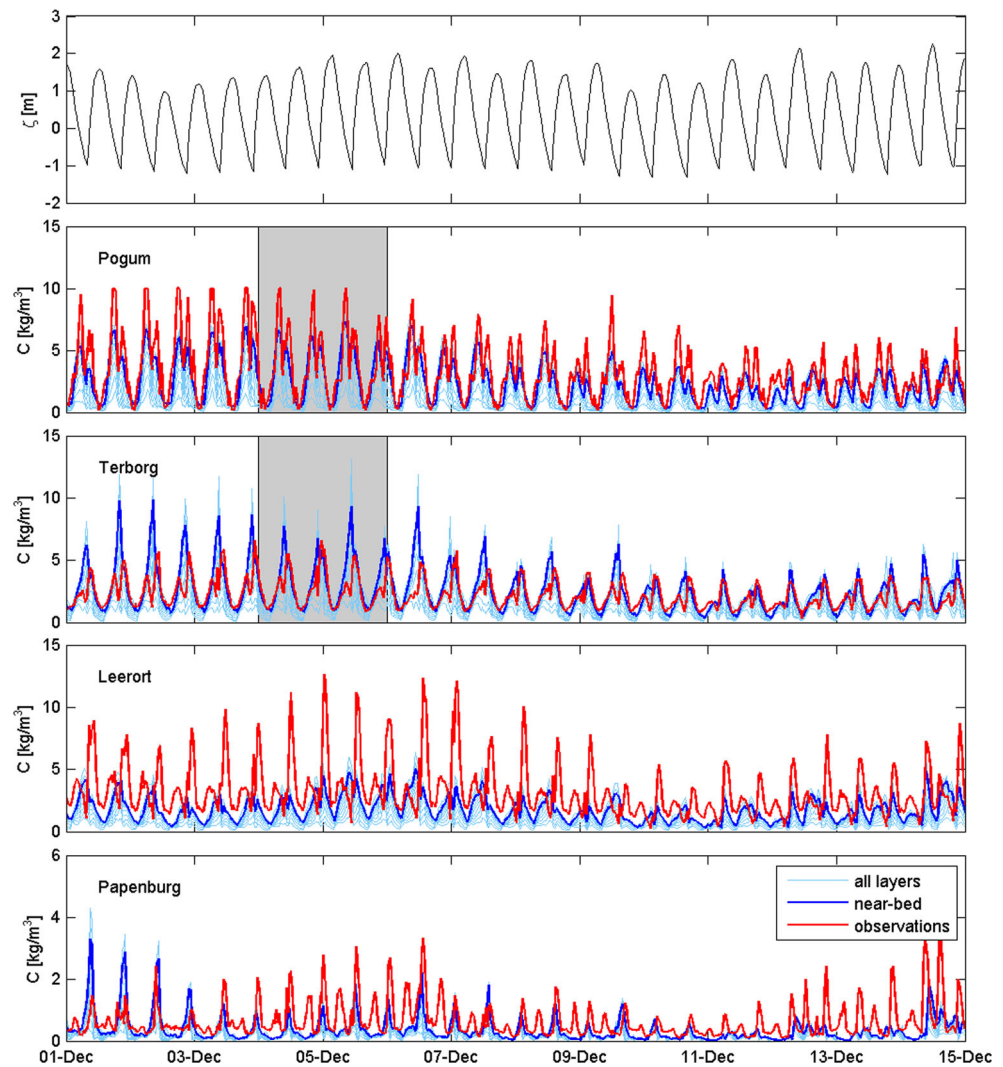 3
2
1
0
-1
-2
ζ [m]
15
10
5
0
C [kg/m³]
Pogum
15
10
5
0
C [kg/m³]
Terborg
15
10
5
0
C [kg/m³]
Leerort
6
4
2
0
C [kg/m³]
Papenburg
all layers
near-bed
observations
01-Dec 03-Dec 05-Dec 07-Dec 09-Dec 11-Dec 13-Dec 15-Dec